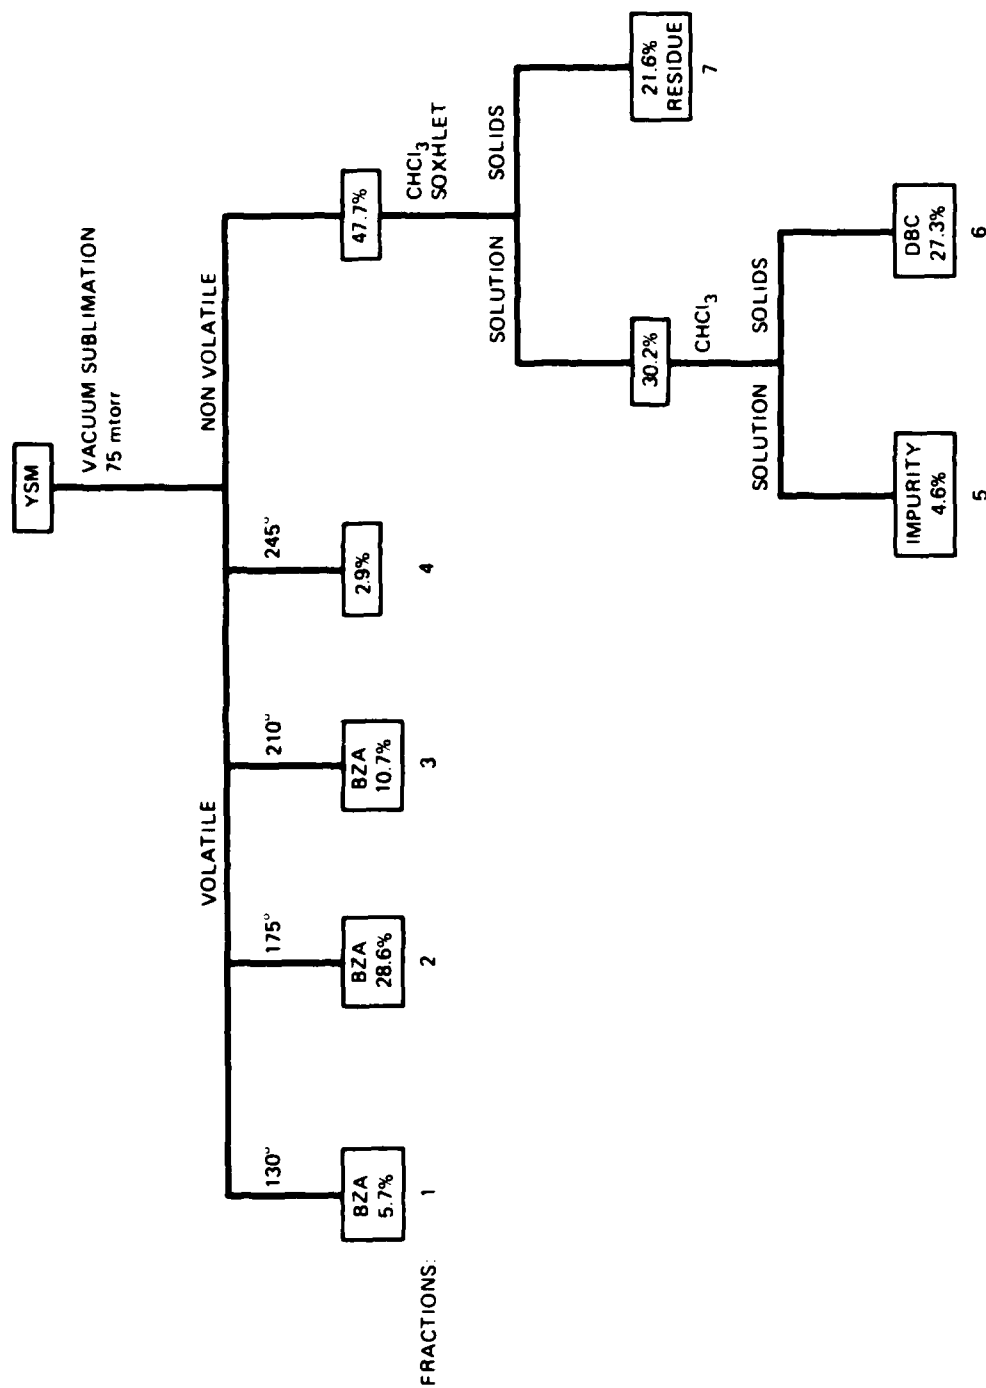 YSM
VACUUM SUBLIMATION
75 mtorr
VOLATILE
NON VOLATILE
130°
175°
210°
245°
BZA
5.7%
BZA
28.6%
BZA
10.7%
2.9%
47.7%
FRACTIONS:
1
2
3
4
CHCl₃
SOXHLET
SOLUTION
SOLIDS
30.2%
21.6%
RESIDUE
7
CHCl₃
SOLUTION
SOLIDS
IMPURITY
4.6%
DBC
27.3%
5
6